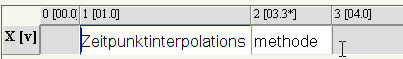 0 [00.0] 1 [01.0] 2 [03.3*] 3 [04.0]
X [v] Zeitpunktinterpolations methode